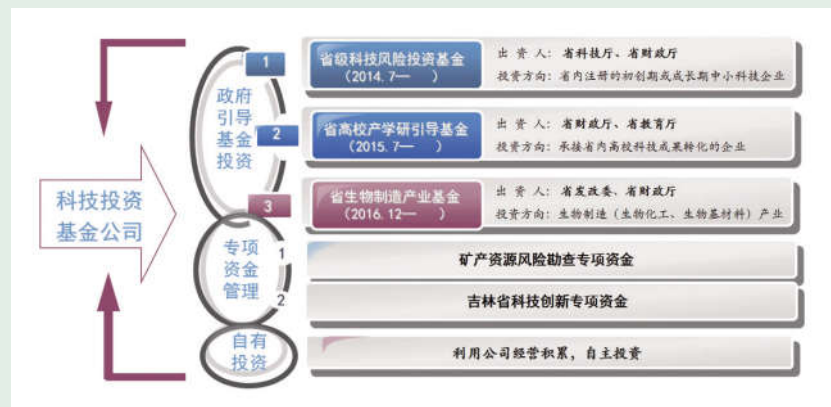 科技投资
基金公司
政府
引导
基金
投资
1
省级科技风险投资基金
（2014.7—　）
出 资 人：省科技厅、省财政厅
投资方向：省内注册的初创期或成长期中小科技企业
2
省高校产学研引导基金
（2015.7—　）
出 资 人：省财政厅、省教育厅
投资方向：承接省内高校科技成果转化的企业
3
省生物制造产业基金
（2016.12—　）
出 资 人：省发改委、省财政厅
投资方向：生物制造（生物化工、生物基材料）产业
专项
资金
管理
1
矿产资源风险勘查专项资金
2
吉林省科技创新专项资金
自有
投资
利用公司经营积累，自主投资